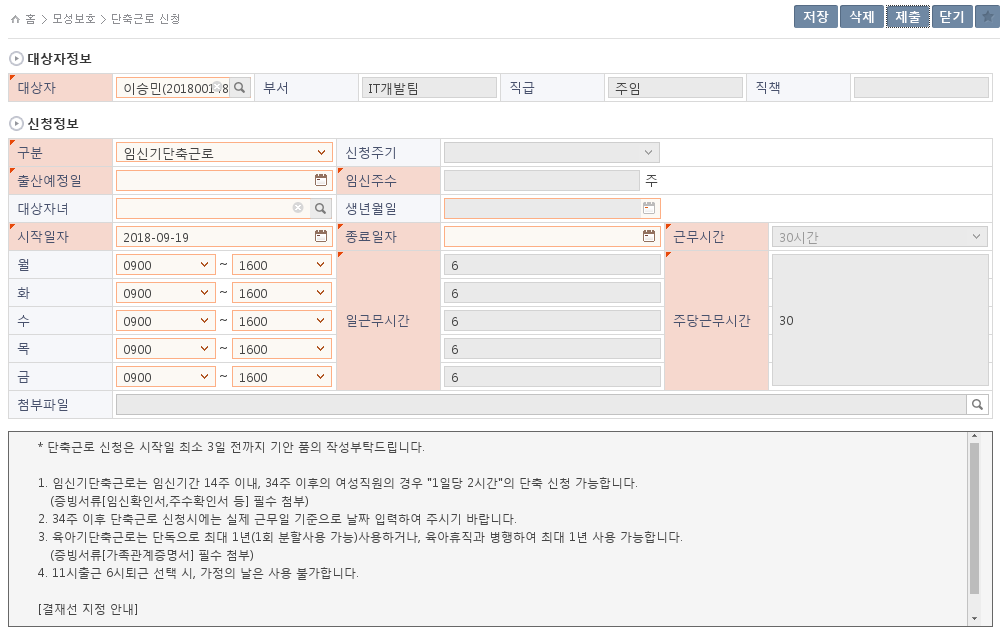 홈 > 모성보호 > 단축근로 신청
저장 삭제 제출 닫기
대상자정보
대상자 이승민(201800128 부서 IT개발팀 직급 주임 직책
신청정보
구분 임신기단축근로 신청주기
출산예정일 임신주수 주
대상자녀 생년월일
시작일자 2018-09-19 종료일자 근무시간 30시간
월 0900 ~ 1600 6
화 0900 ~ 1600 6
수 0900 ~ 1600 일근무시간 6 주당근무시간 30
목 0900 ~ 1600 6
금 0900 ~ 1600 6
첨부파일
* 단축근로 신청은 시작일 최소 3일 전까지 기안 품의 작성부탁드립니다.
1. 임신기단축근로는 임신기간 14주 이내, 34주 이후의 여성직원의 경우 "1일당 2시간"의 단축 신청 가능합니다.
(증빙서류[임신확인서,주수확인서 등] 필수 첨부)
2. 34주 이후 단축근로 신청시에는 실제 근무일 기준으로 날짜 입력하여 주시기 바랍니다.
3. 육아기단축근로는 단독으로 최대 1년(1회 분할사용 가능)사용하거나, 육아휴직과 병행하여 최대 1년 사용 가능합니다.
(증빙서류[가족관계증명서] 필수 첨부)
4. 11시출근 6시퇴근 선택 시, 가정의 날은 사용 불가합니다.
[결재선 지정 안내]